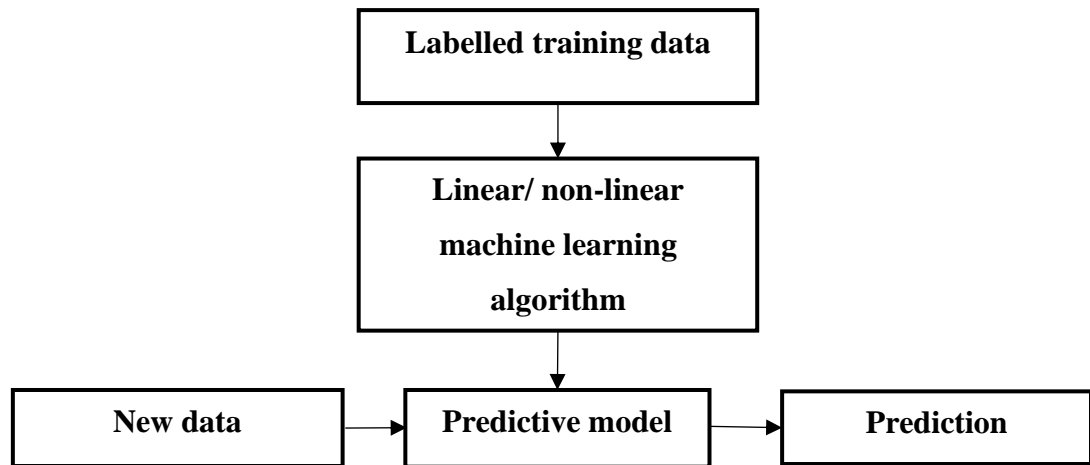 Labelled training data
Linear/ non-linear
machine learning
algorithm
New data
Predictive model
Prediction